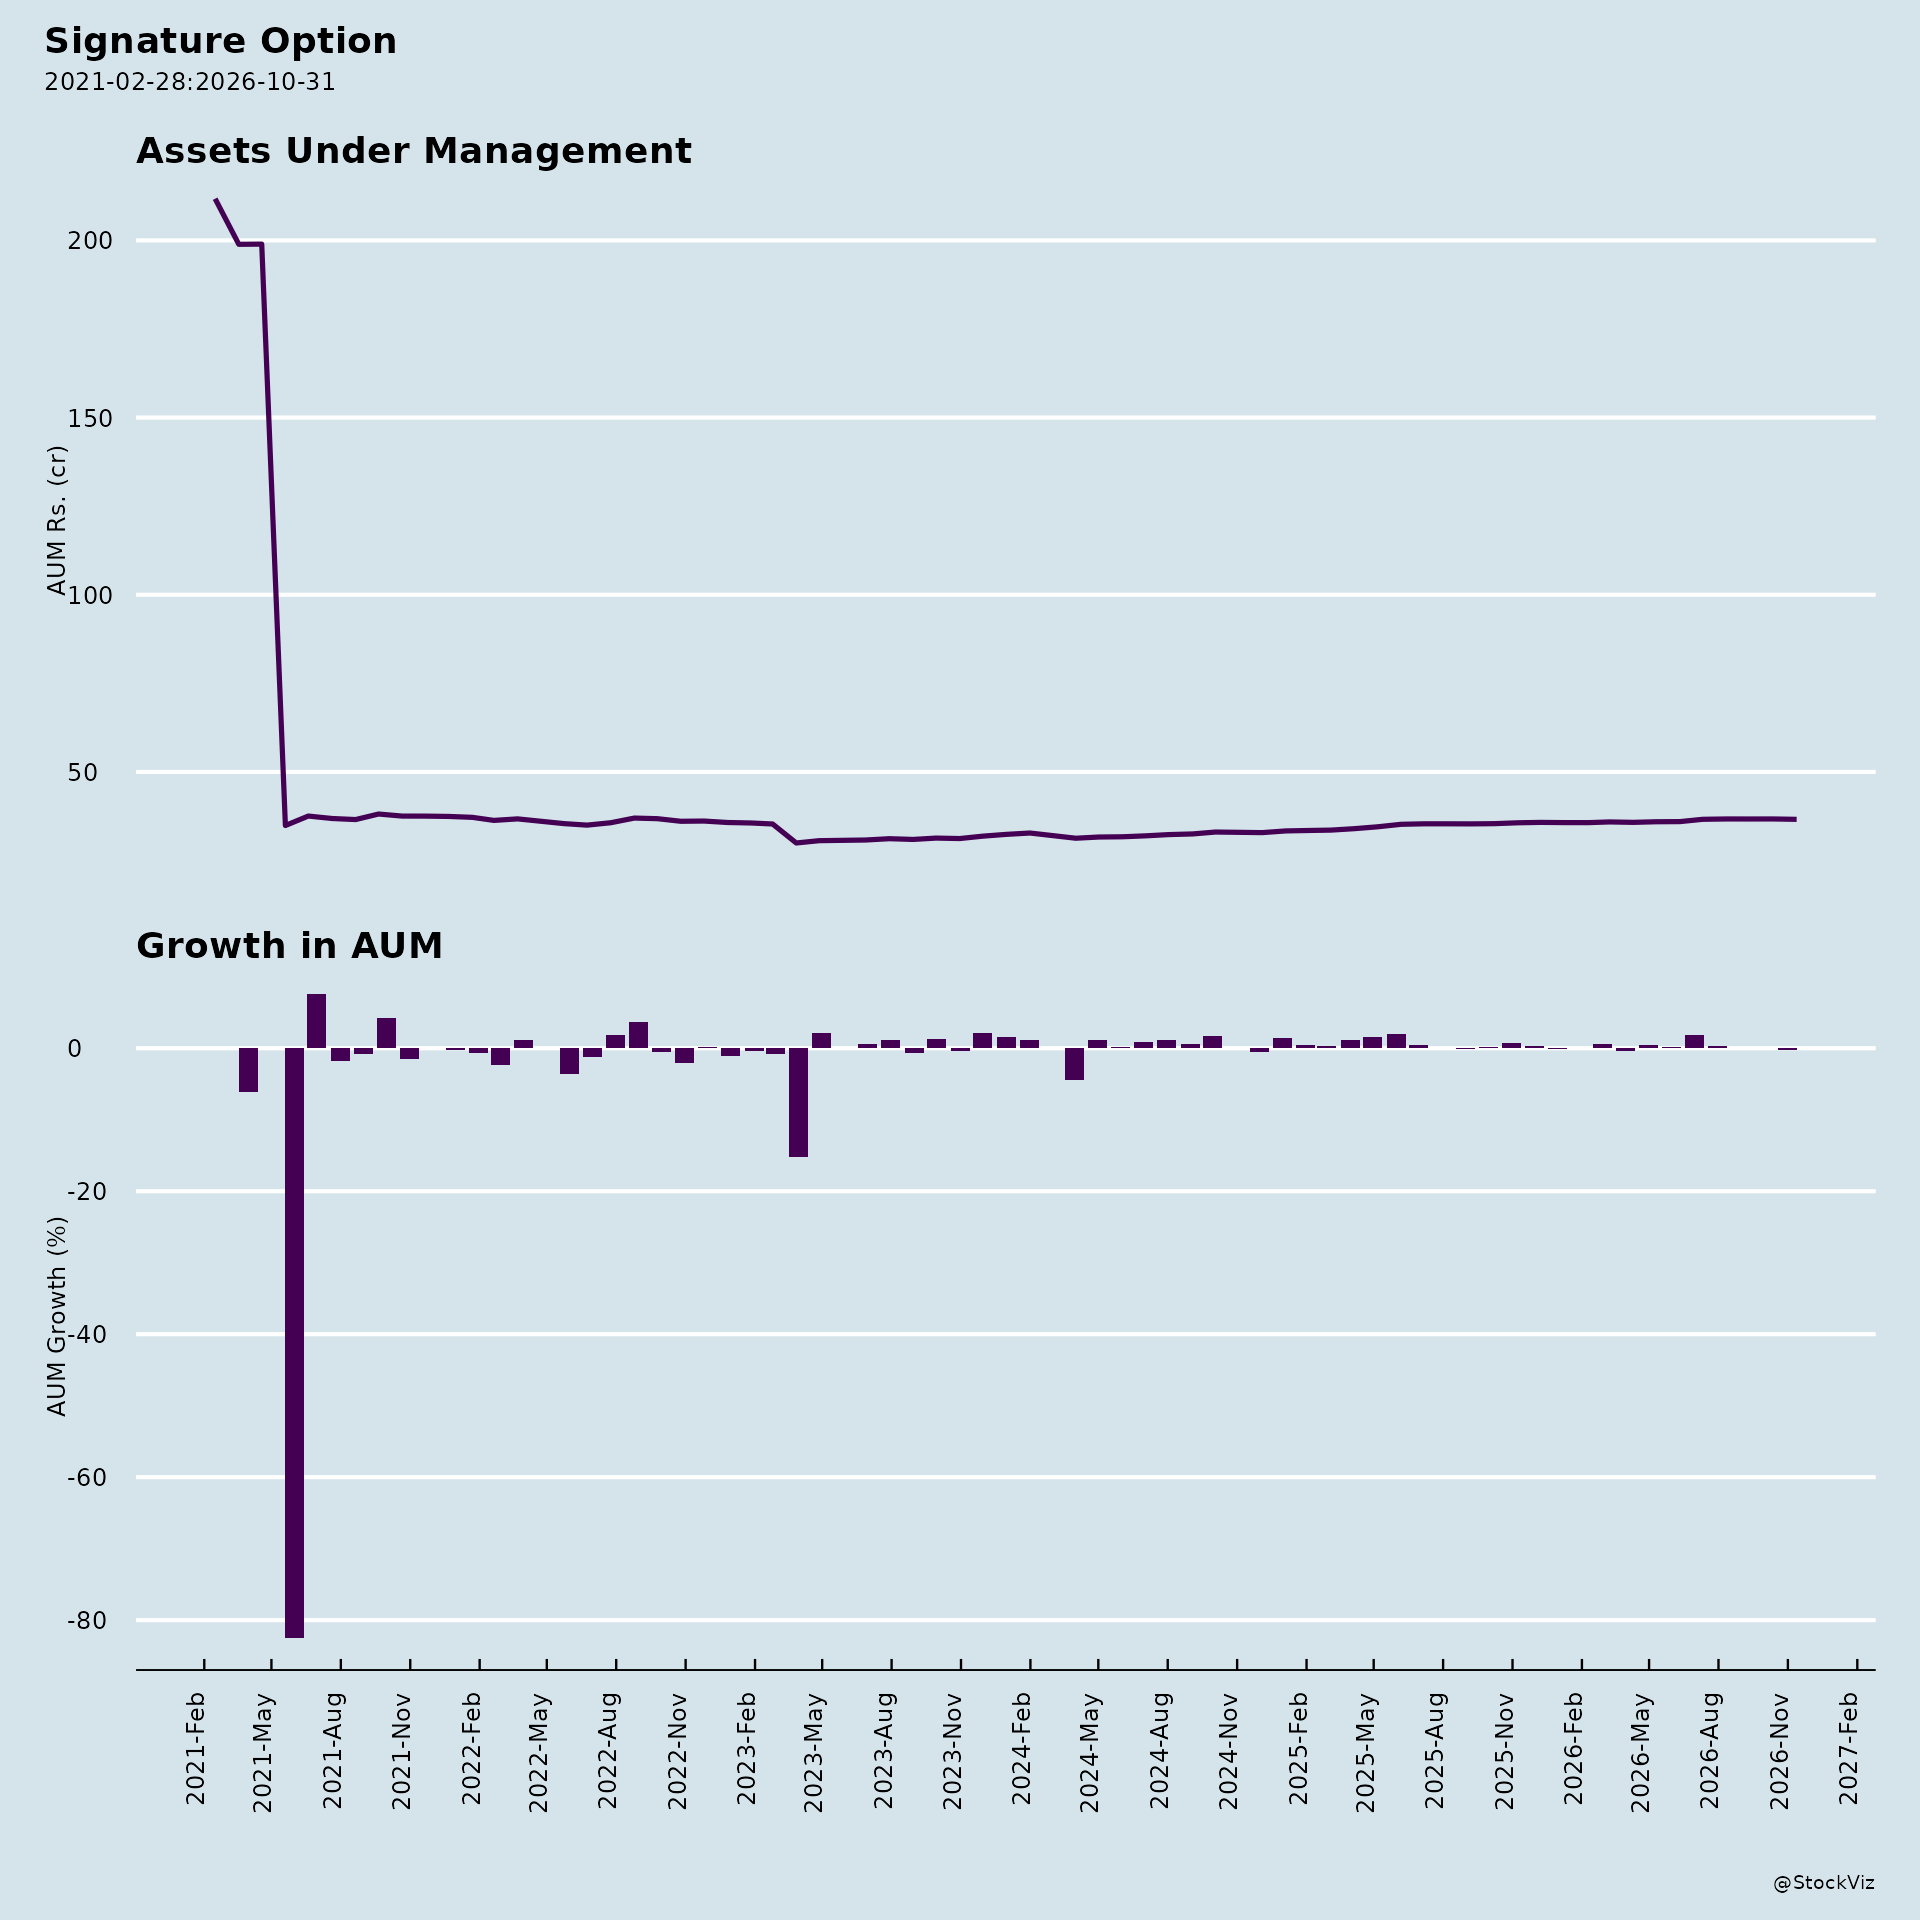 Signature Option
2021-02-28:2026-10-31
Assets Under Management
AUM Rs. (cr)
200
150
100
50
Growth in AUM
AUM Growth (%)
0
-20
-40
-60
-80
2021-Feb
2021-May
2021-Aug
2021-Nov
2022-Feb
2022-May
2022-Aug
2022-Nov
2023-Feb
2023-May
2023-Aug
2023-Nov
2024-Feb
2024-May
2024-Aug
2024-Nov
2025-Feb
2025-May
2025-Aug
2025-Nov
2026-Feb
2026-May
2026-Aug
2026-Nov
2027-Feb
@StockViz